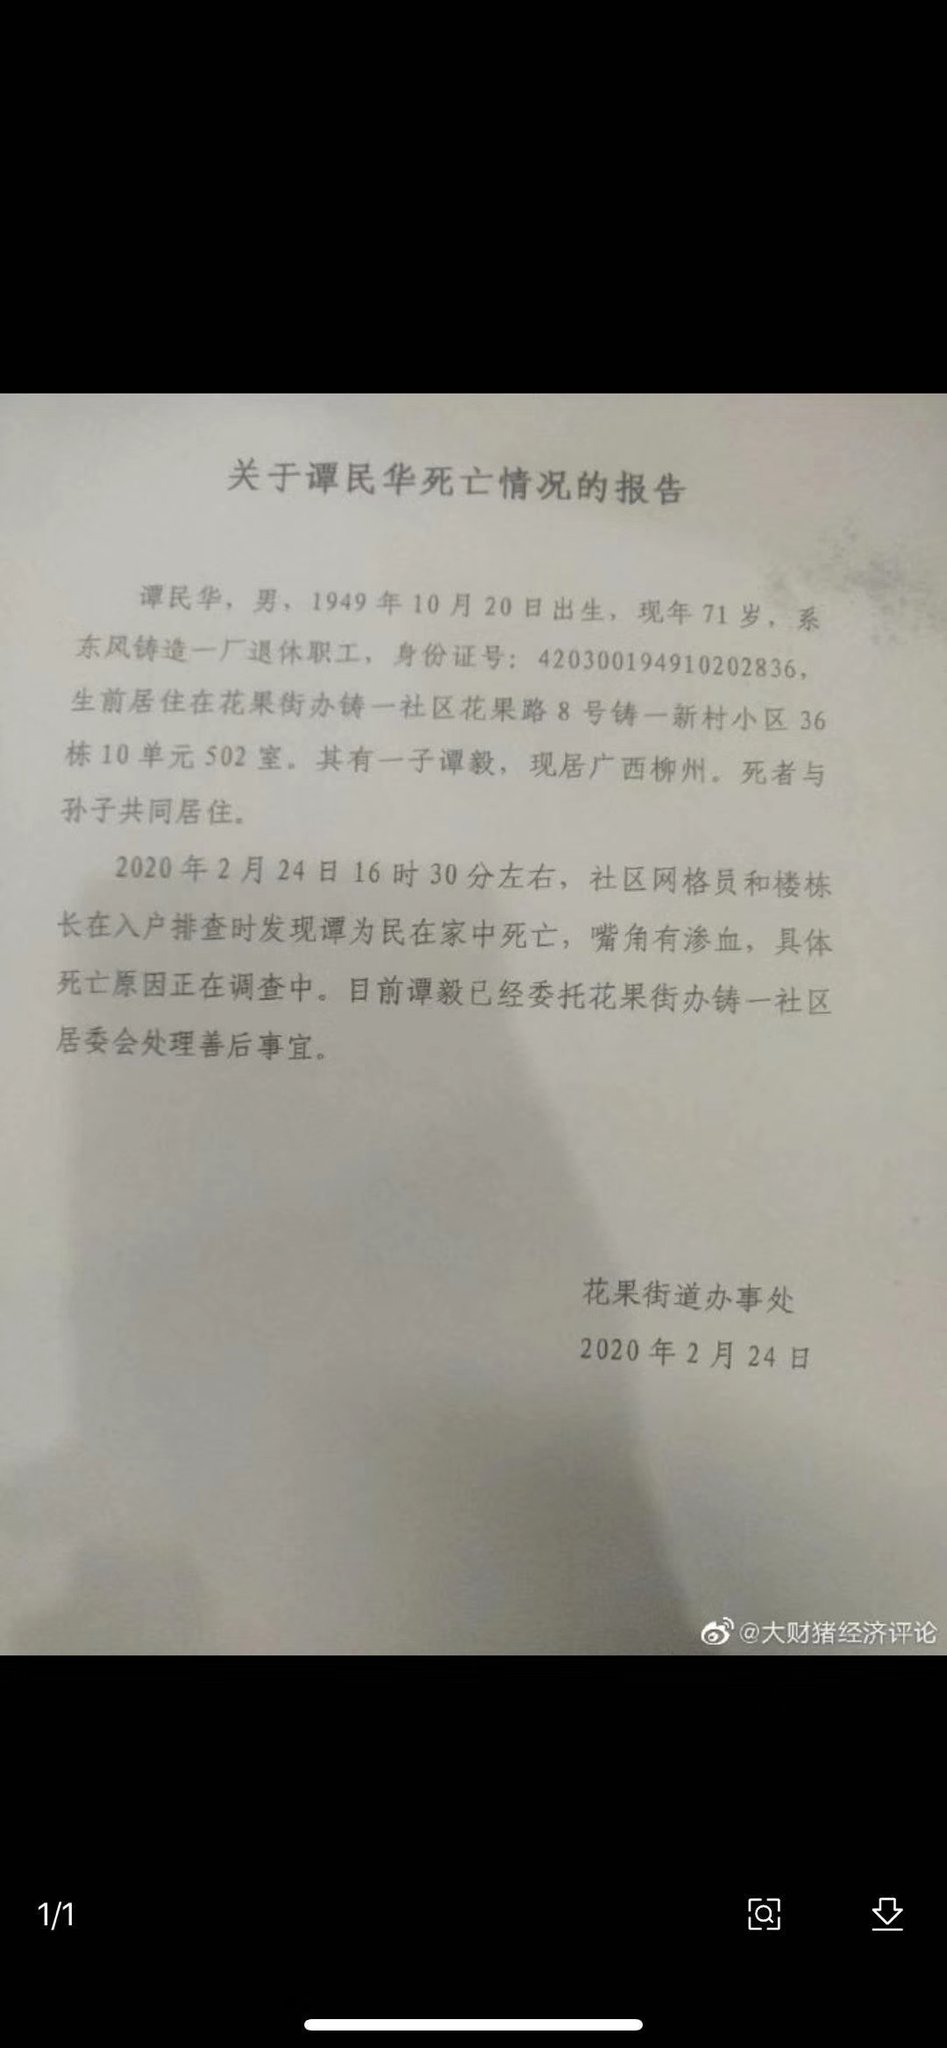 关于谭民华死亡情况的报告
谭民华，男，1949年10月20日出生，现年71岁，系
东风铸造一厂退休职工，身份证号：420300194910202836，
生前居住在花果街办铸一社区花果路8号铸一新村小区36
栋10单元502室。其有一子谭毅，现居广西柳州。死者与
孙子共同居住。
2020年2月24日16时30分左右，社区网格员和楼栋
长在入户排查时发现谭为民在家中死亡，嘴角有渗血，具体
死亡原因正在调查中。目前谭毅已经委托花果街办铸一社区
居委会处理善后事宜。
花果街道办事处
2020年2月24日
@大财猪经济评论
1/1